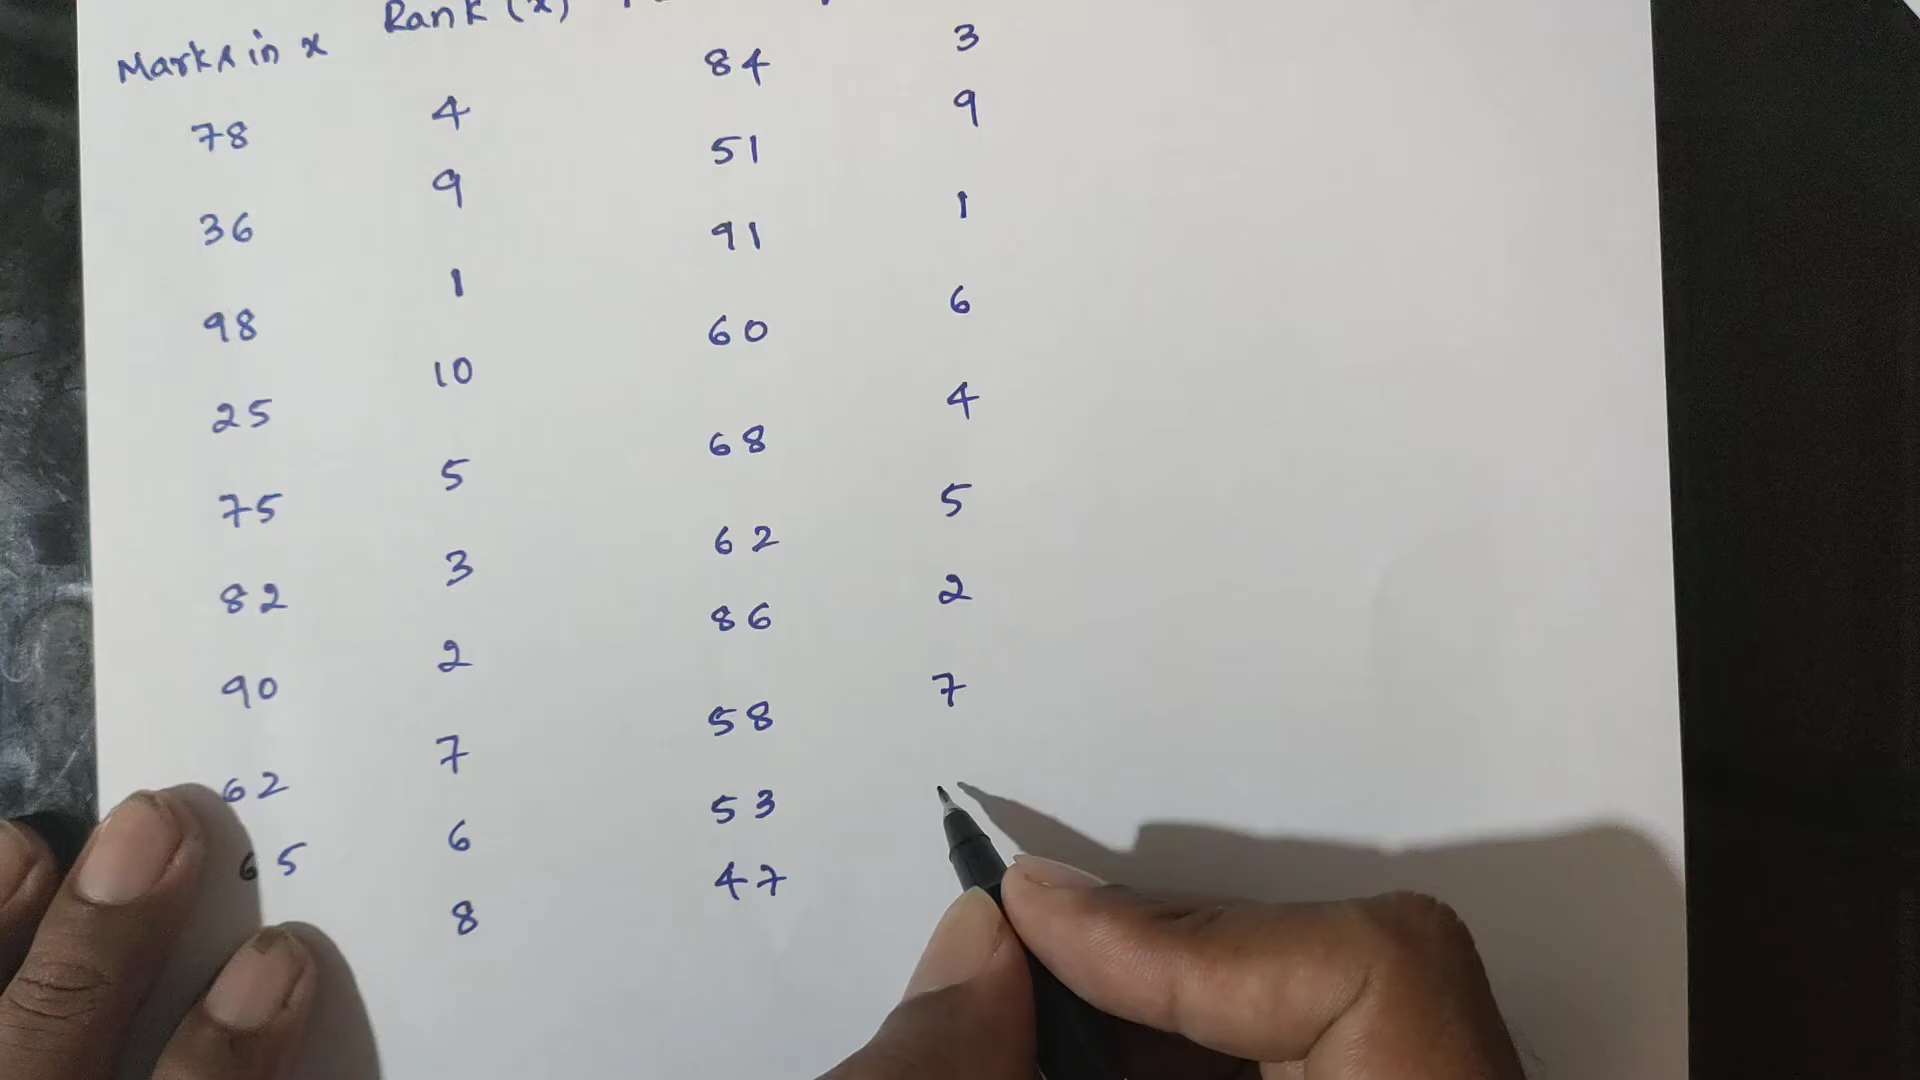 Marks in x Rank (x)
78 4 84 3
36 9 51 9
98 1 91 1
25 10 60 6
75 5 68 4
82 3 62 5
90 2 86 2
62 7 58 7
65 6 53
8 47